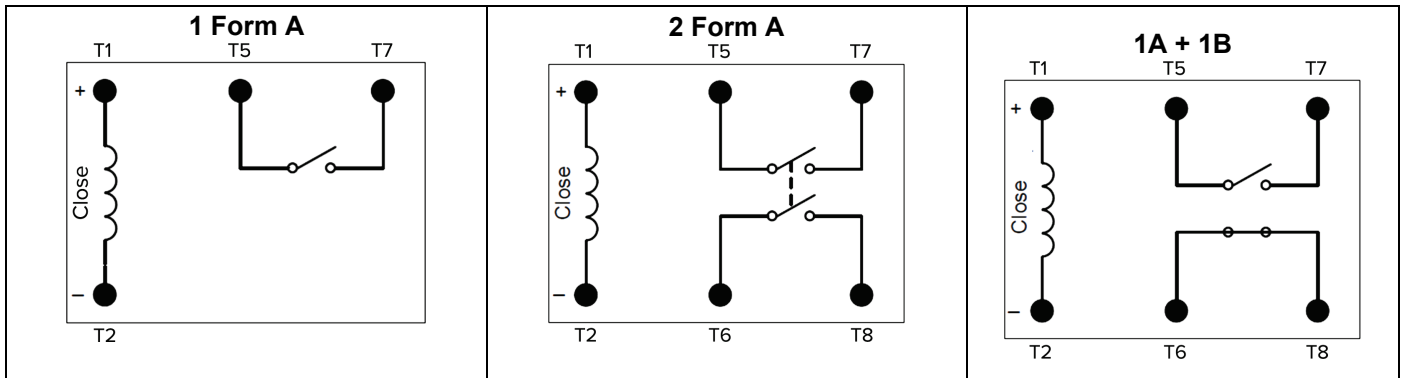 1 Form A
T1 T5 T7
+
Close
–
T2
2 Form A
T1 T5 T7
+
Close
–
T2 T6 T8
1A + 1B
T1 T5 T7
+
Close
–
T2 T6 T8